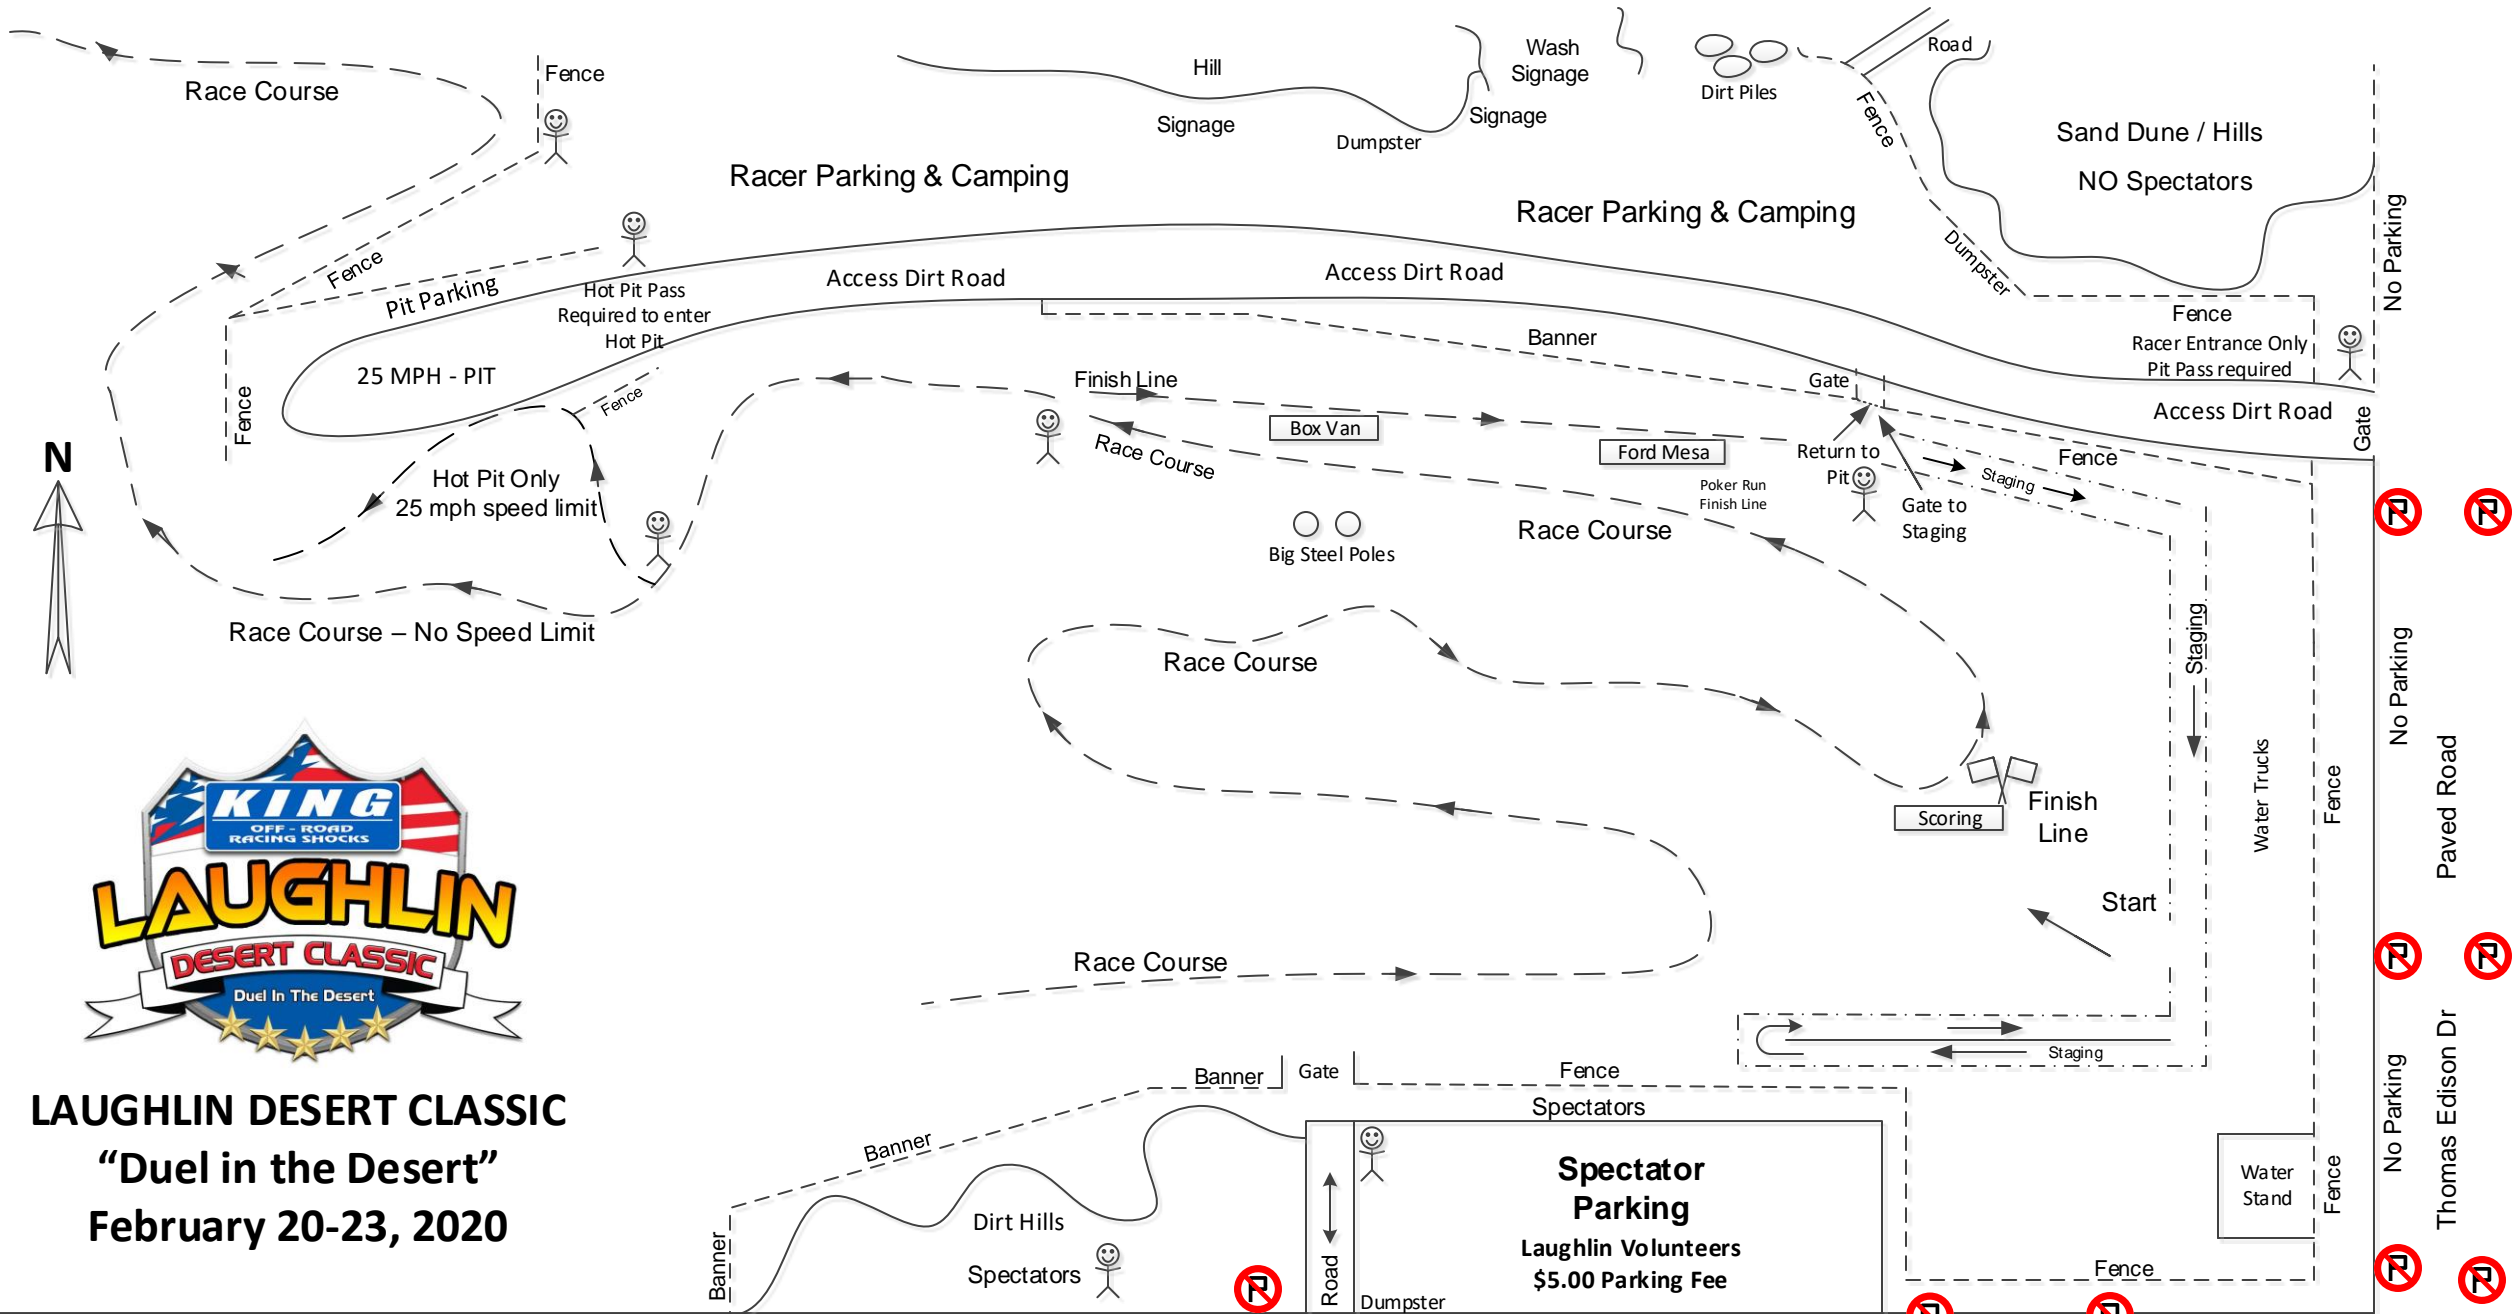 Race Course
Fence
Hill
Signage
Dumpster
Signage
Wash
Signage
Dirt Piles
Road
Fence
Sand Dune / Hills
NO Spectators
Racer Parking & Camping
Racer Parking & Camping
Dumpster
No Parking
Fence
Pit Parking
Hot Pit Pass
Required to enter
Hot Pit
Access Dirt Road
Access Dirt Road
Fence
Racer Entrance Only
Pit Pass required
Banner
25 MPH - PIT
Fence
Fence
Finish Line
Gate
Access Dirt Road
Gate
Box Van
Race Course
Ford Mesa
Return to
Pit
Fence
Staging
N
Hot Pit Only
25 mph speed limit
Poker Run
Finish Line
Gate to
Staging
P
P
Race Course
Big Steel Poles
Race Course – No Speed Limit
Race Course
Staging
No Parking
KING
OFF-ROAD
RACING SHOCKS
LAUGHLIN
DESERT CLASSIC
Duel In The Desert
Scoring
Finish
Line
Water Trucks
Fence
Paved Road
Start
P
P
Race Course
Staging
LAUGHLIN DESERT CLASSIC
“Duel in the Desert”
February 20-23, 2020
Banner
Gate
Fence
Spectators
No Parking
Thomas Edison Dr
Banner
Spectator
Parking
Laughlin Volunteers
$5.00 Parking Fee
Water
Stand
Fence
Dirt Hills
Spectators
Banner
P
Road
Dumpster
Fence
P
P
P
P